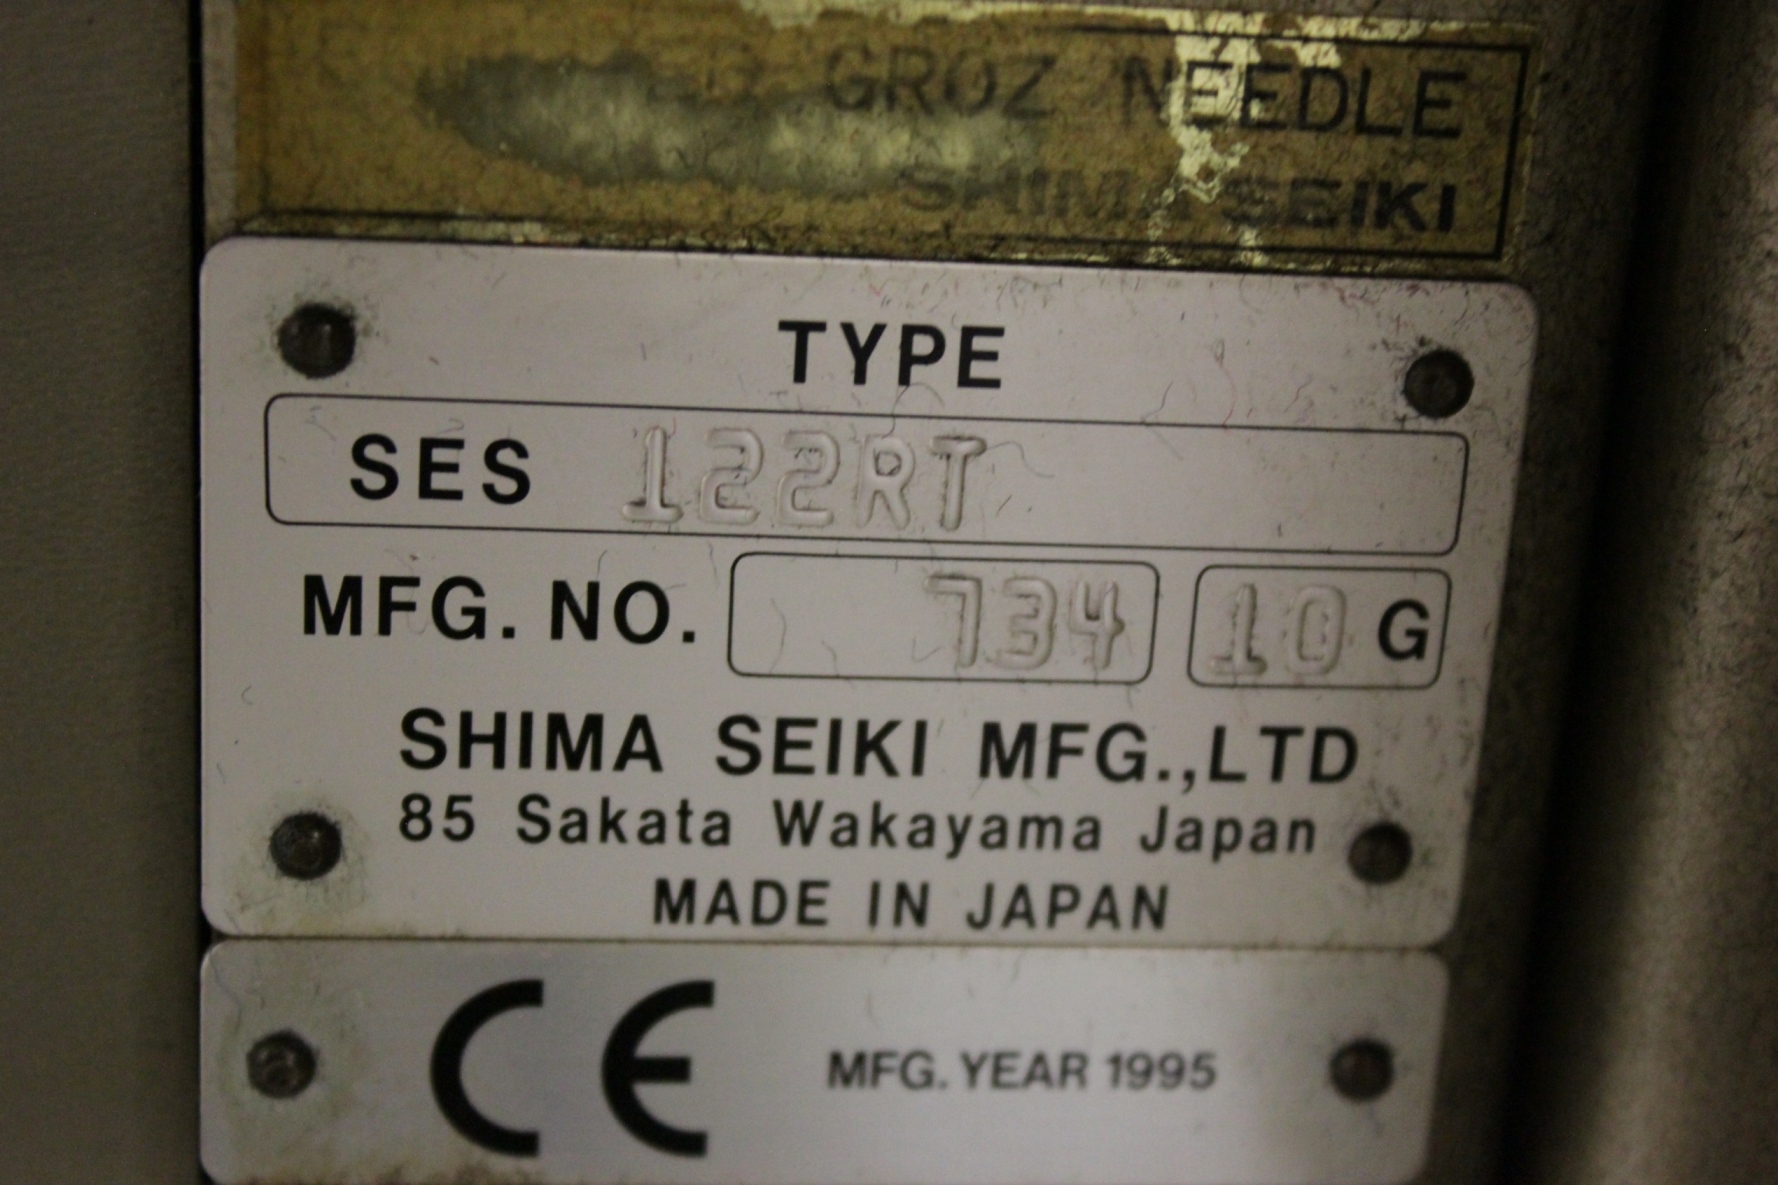 GROZ NEEDLE
SHIMA SEIKI
TYPE
SES 122RT
MFG. NO. 734 10 G
SHIMA SEIKI MFG.,LTD
85 Sakata Wakayama Japan
MADE IN JAPAN
CE MFG. YEAR 1995